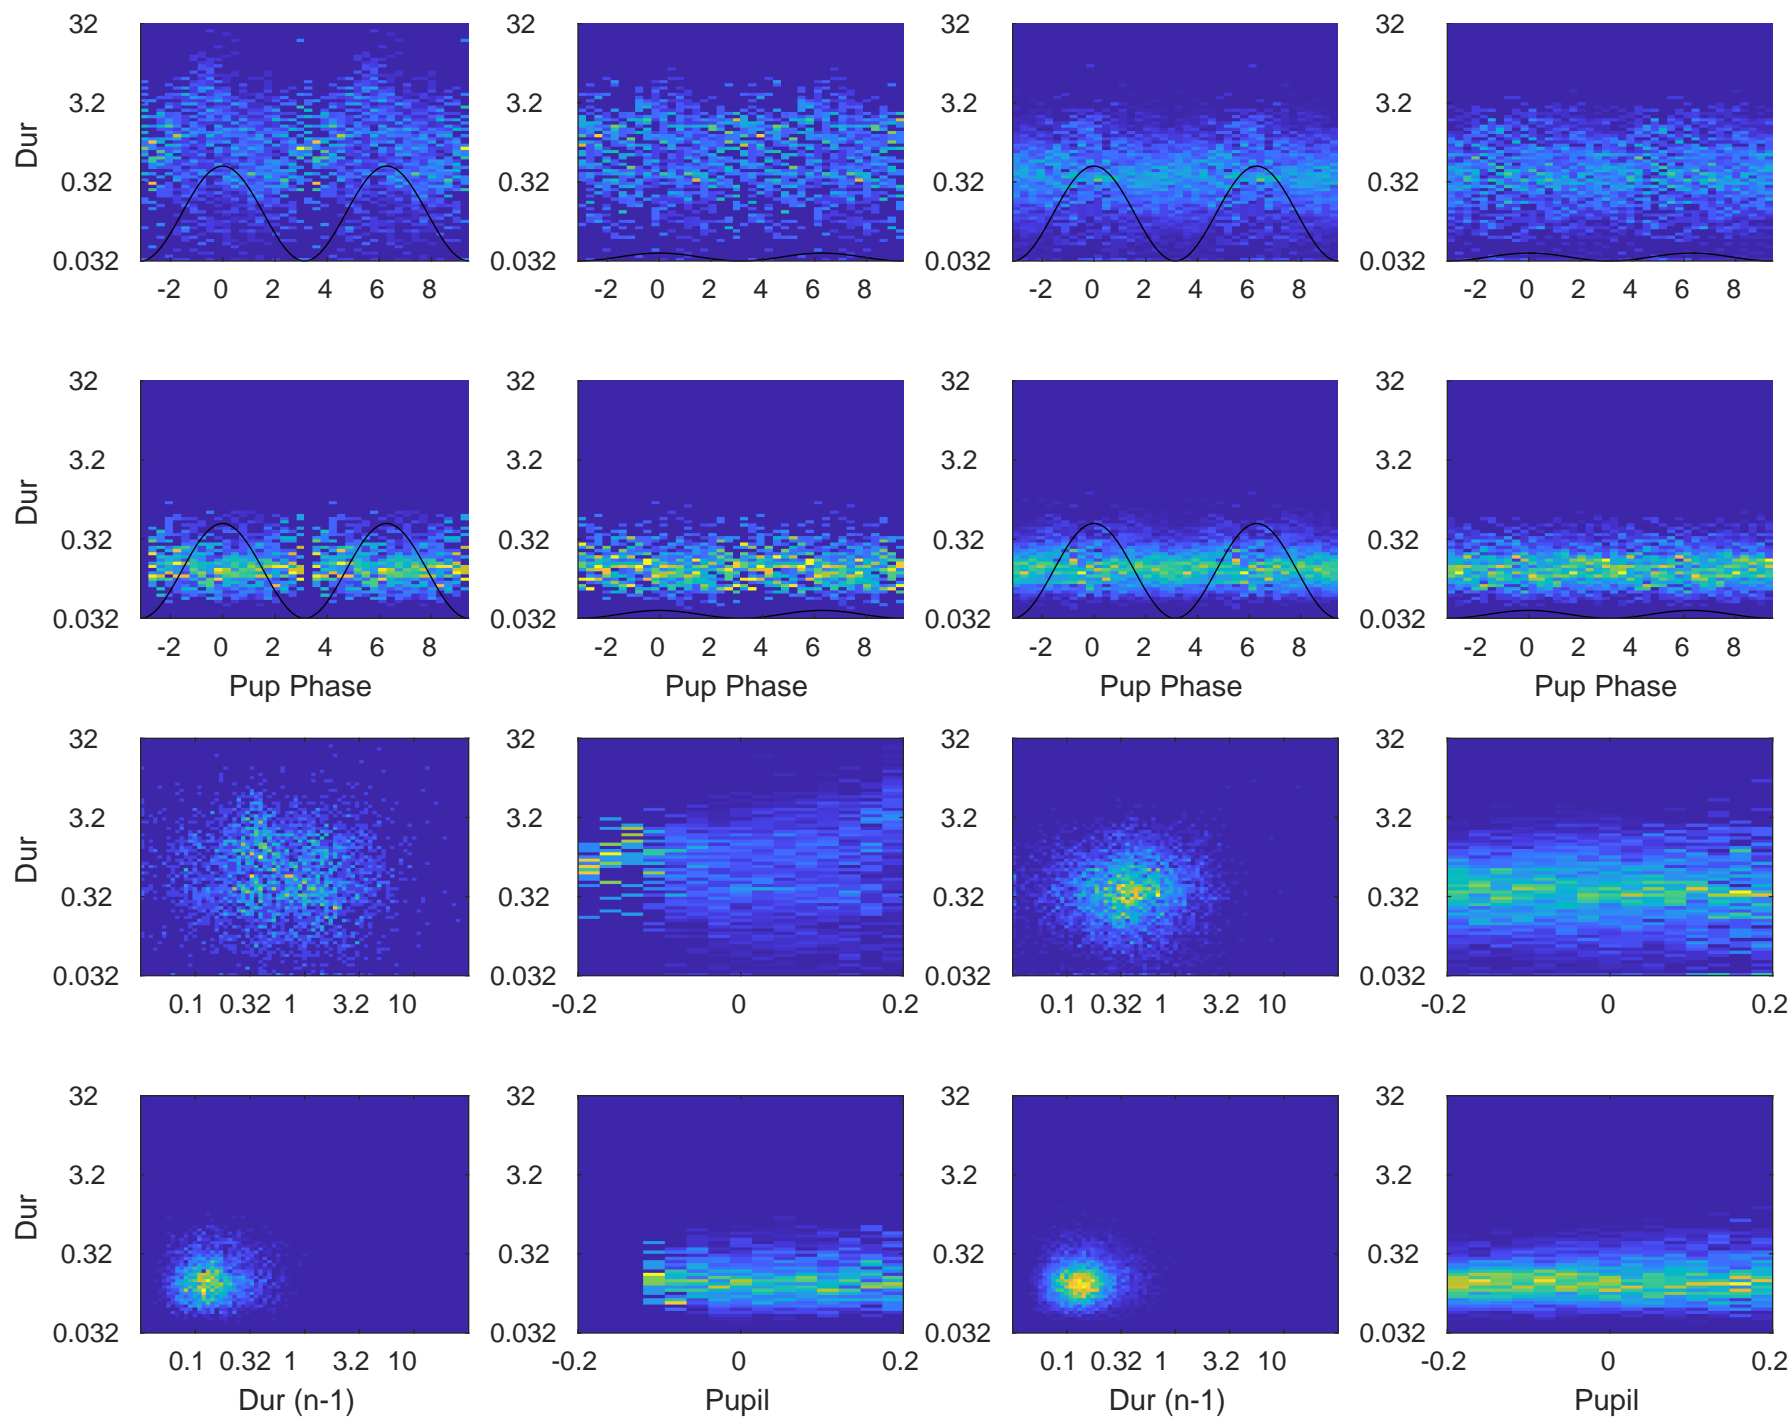 32 32 32 32
3.2 3.2 3.2 3.2
Dur
0.32 0.32 0.32 0.32
0.032 0.032 0.032 0.032
-2 0 2 4 6 8 -2 0 2 4 6 8 -2 0 2 4 6 8 -2 0 2 4 6 8
32 32 32 32
3.2 3.2 3.2 3.2
Dur
0.32 0.32 0.32 0.32
0.032 0.032 0.032 0.032
-2 0 2 4 6 8 -2 0 2 4 6 8 -2 0 2 4 6 8 -2 0 2 4 6 8
Pup Phase Pup Phase Pup Phase Pup Phase
32 32 32 32
3.2 3.2 3.2 3.2
Dur
0.32 0.32 0.32 0.32
0.032 0.032 0.032 0.032
0.1 0.32 1 3.2 10 -0.2 0 0.2 0.1 0.32 1 3.2 10 -0.2 0 0.2
32 32 32 32
3.2 3.2 3.2 3.2
Dur
0.32 0.32 0.32 0.32
0.032 0.032 0.032 0.032
0.1 0.32 1 3.2 10 -0.2 0 0.2 0.1 0.32 1 3.2 10 -0.2 0 0.2
Dur (n-1) Pupil Dur (n-1) Pupil